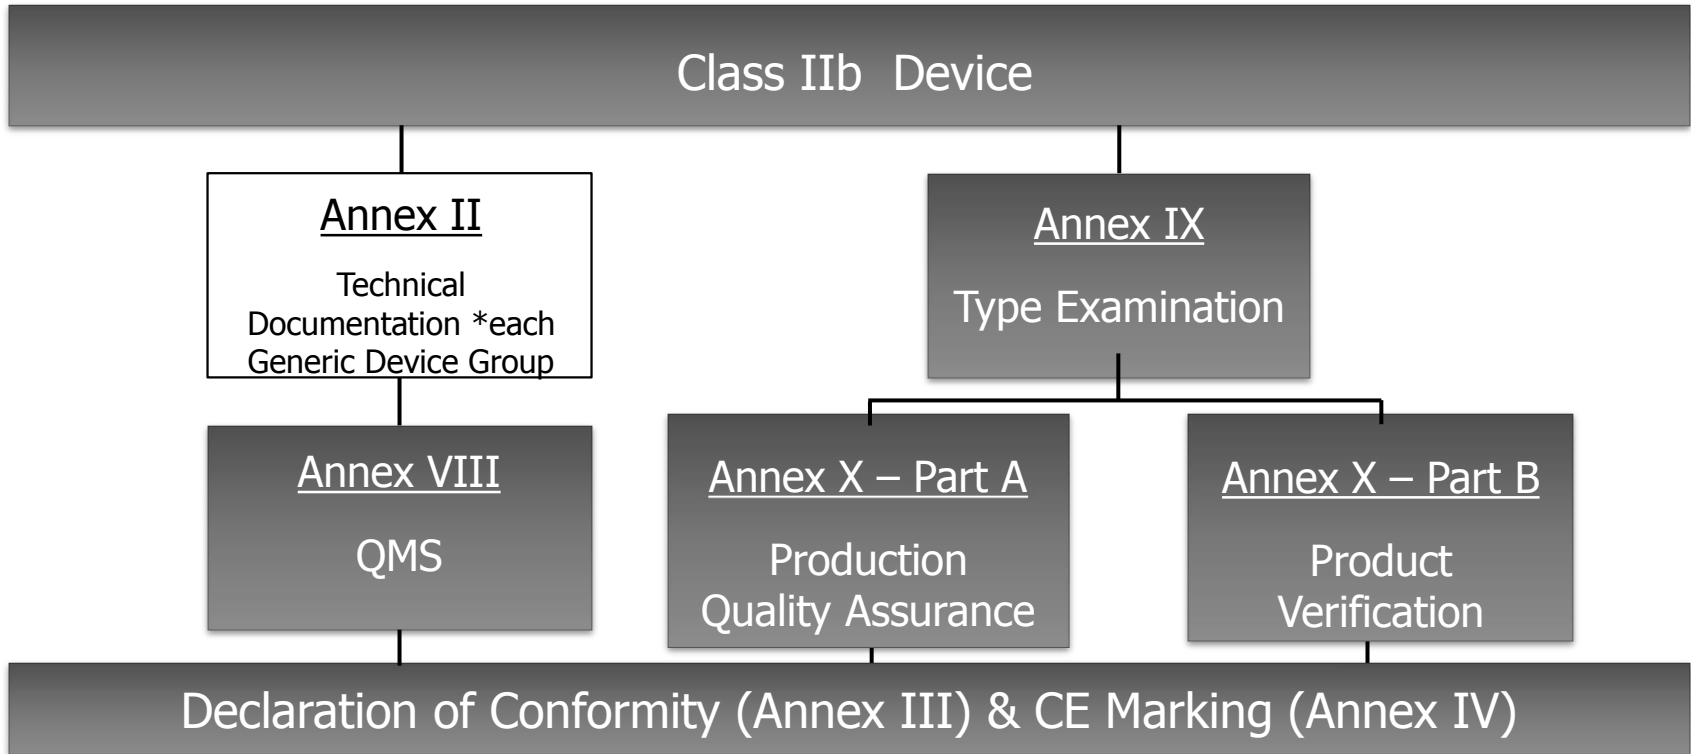 Class IIb Device
Annex II
Technical
Documentation *each
Generic Device Group
Annex IX
Type Examination
Annex VIII
QMS
Annex X – Part A
Production
Quality Assurance
Annex X – Part B
Product
Verification
Declaration of Conformity (Annex III) & CE Marking (Annex IV)